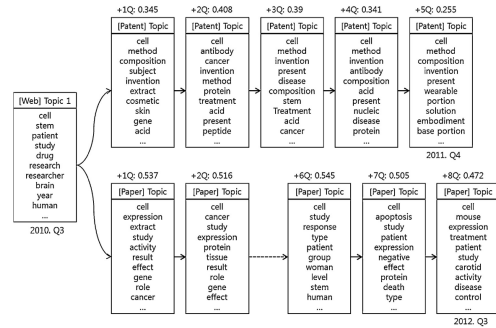 +1Q: 0.345
[Patent] Topic
cell
method
composition
subject
invention
extract
cosmetic
skin
gene
acid
...
+2Q: 0.408
[Patent] Topic
cell
antibody
cancer
invention
method
protein
treatment
acid
present
peptide
...
+3Q: 0.39
[Patent] Topic
cell
method
invention
present
disease
composition
stem
Treatment
acid
cancer
...
+4Q: 0.341
[Patent] Topic
cell
method
invention
antibody
composition
acid
present
nucleic
disease
protein
...
+5Q: 0.255
[Patent] Topic
cell
method
composition
invention
present
wearable
portion
solution
embodiment
base portion
...
2011. Q4
[Web] Topic 1
cell
stem
patient
study
drug
research
researcher
brain
year
human
...
2010. Q3
+1Q: 0.537
[Paper] Topic
cell
expression
extract
study
activity
result
effect
gene
role
cancer
...
+2Q: 0.516
[Paper] Topic
cell
cancer
study
expression
protein
tissue
result
role
gene
effect
...
+6Q: 0.545
[Paper] Topic
cell
study
response
type
patient
group
woman
level
stem
human
...
+7Q: 0.505
[Paper] Topic
cell
apoptosis
study
patient
expression
negative
effect
protein
death
type
...
+8Q: 0.472
[Paper] Topic
cell
mouse
expression
treatment
patient
study
carotid
activity
disease
control
...
2012. Q3